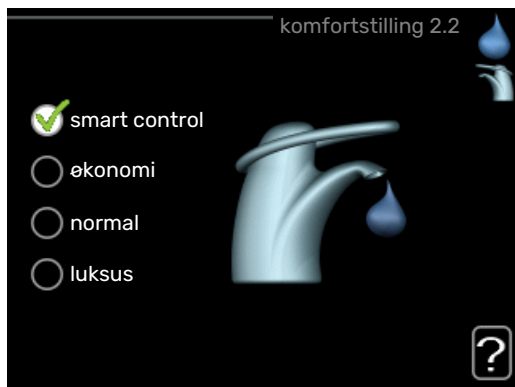 komfortstilling 2.2
smart control
økonomi
normal
luksus
?